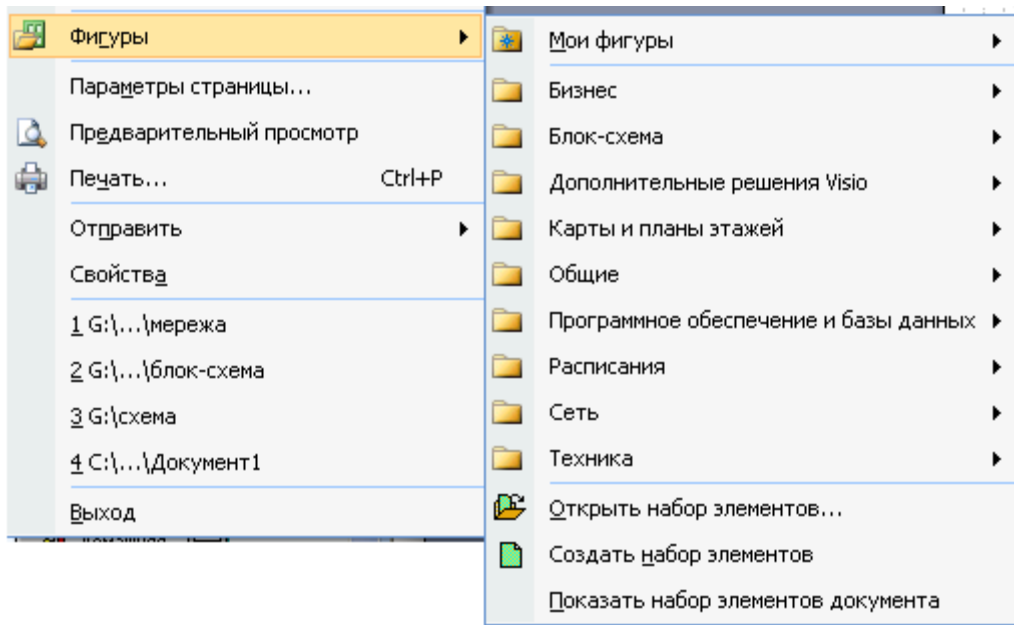 Фигуры
Параметры страницы...
Предварительный просмотр
Печать... Ctrl+P
Отправить
Свойства
1 G:\...\мережа
2 G:\...\блок-схема
3 G:\схема
4 C:\...\Документ1
Выход
Мои фигуры
Бизнес
Блок-схема
Дополнительные решения Visio
Карты и планы этажей
Общие
Программное обеспечение и базы данных
Расписания
Сеть
Техника
Открыть набор элементов...
Создать набор элементов
Показать набор элементов документа